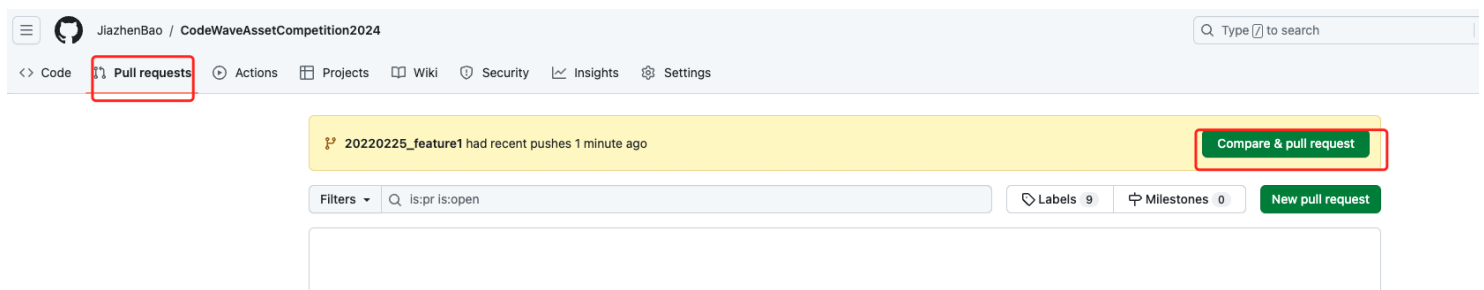 JiazhenBao / CodeWaveAssetCompetition2024
Type / to search
<> Code Pull requests Actions Projects Wiki Security Insights Settings
20220225_feature1 had recent pushes 1 minute ago
Compare & pull request
Filters is:pr is:open
Labels 9 Milestones 0 New pull request